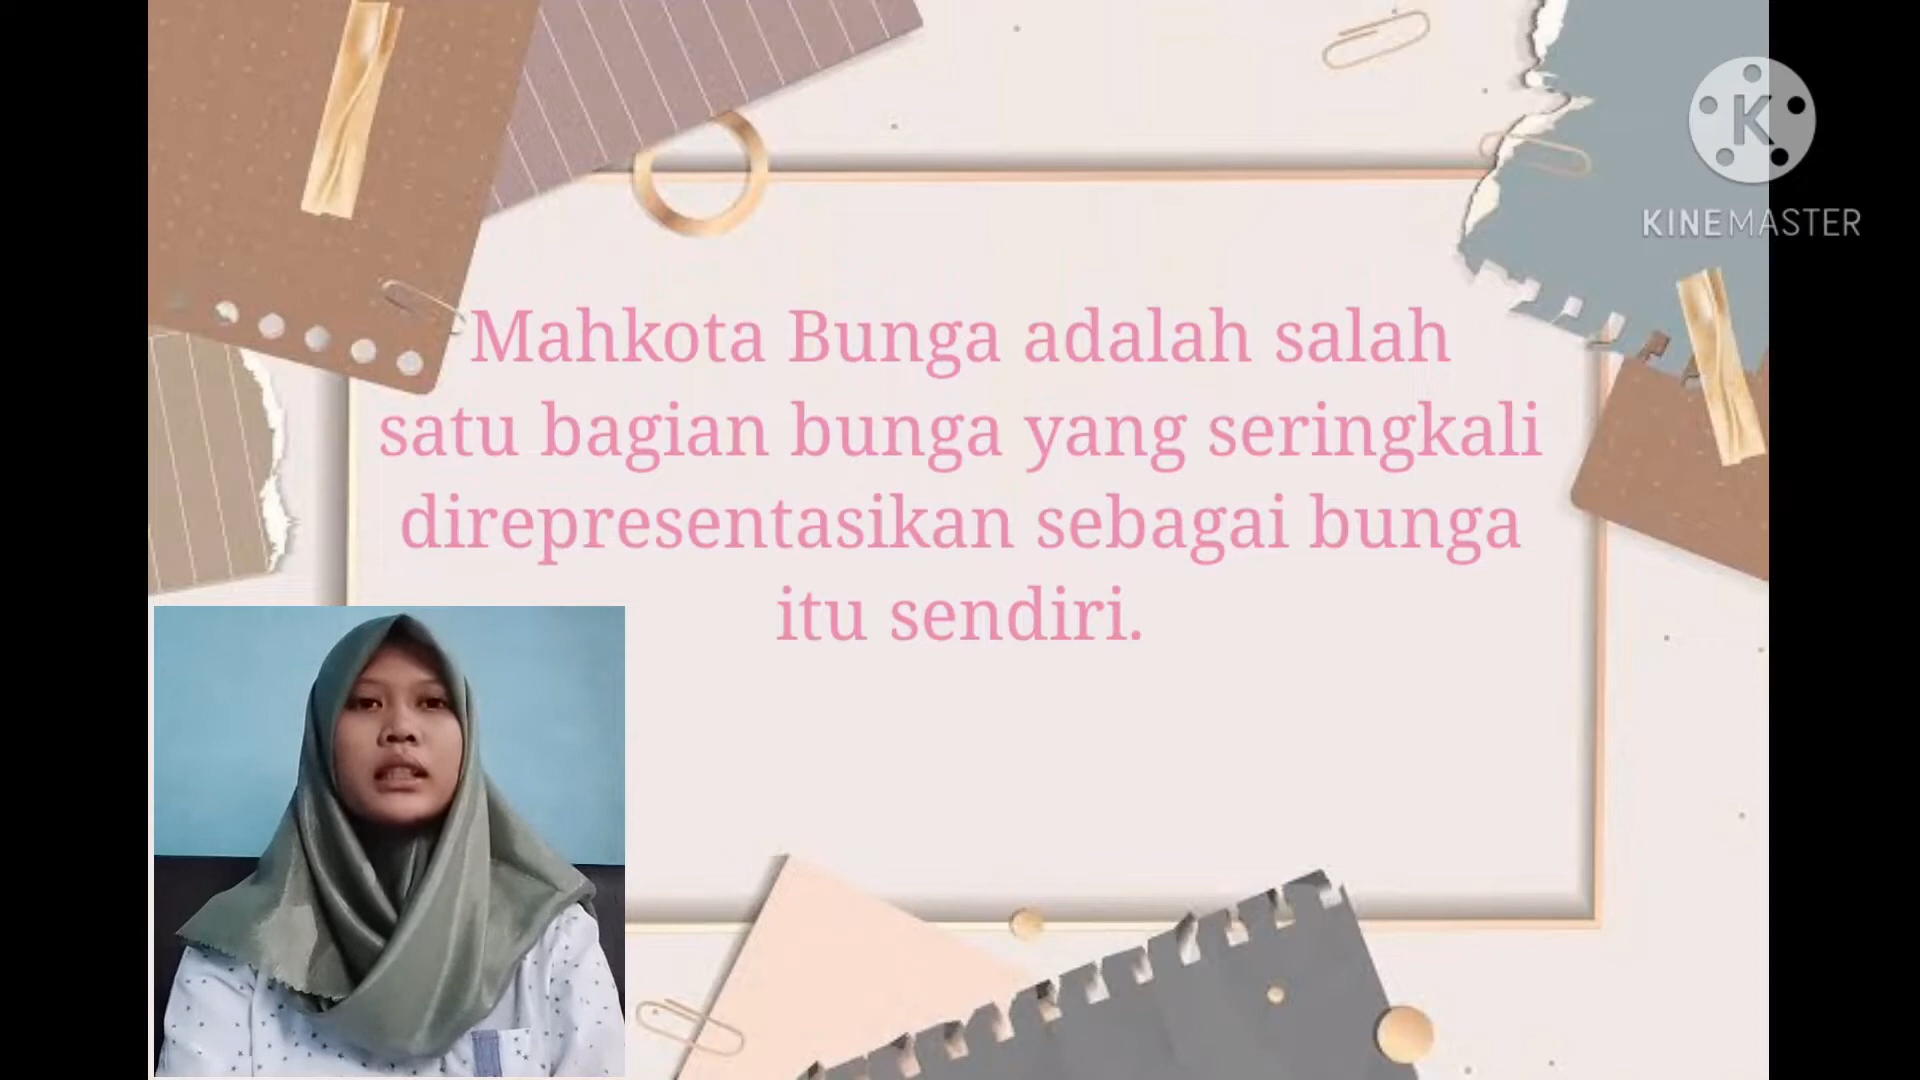 K
KINEMASTER
Mahkota Bunga adalah salah
satu bagian bunga yang seringkali
direpresentasikan sebagai bunga
itu sendiri.